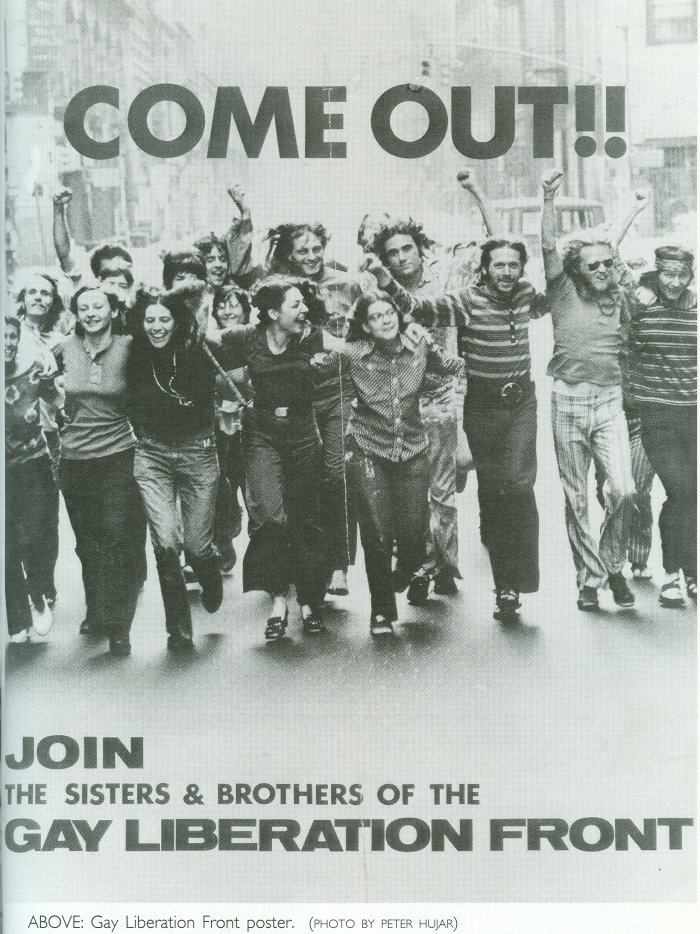 COME OUT!!
JOIN
THE SISTERS & BROTHERS OF THE
GAY LIBERATION FRONT
ABOVE: Gay Liberation Front poster. (PHOTO BY PETER HUJAR)